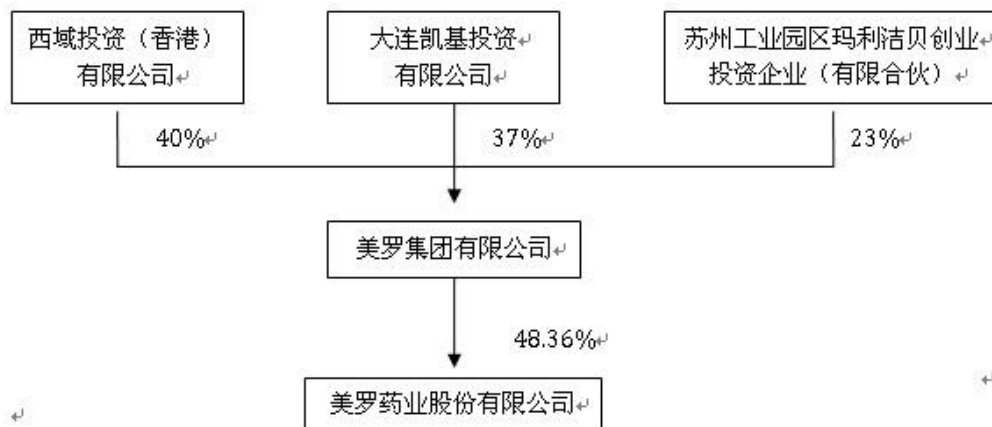 西域投资（香港）
有限公司
大连凯基投资
有限公司
苏州工业园区玛利洁贝创业
投资企业（有限合伙）
40%
37%
23%
美罗集团有限公司
48.36%
美罗药业股份有限公司